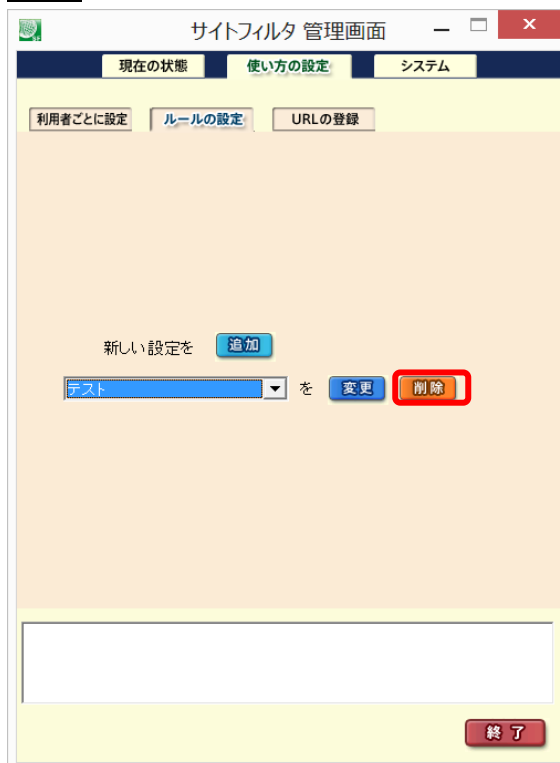 サイトフィルタ 管理画面
現在の状態 使い方の設定 システム
利用者ごとに設定 ルールの設定 URLの登録
新しい設定を 追加
テスト を 変更 削除
終了